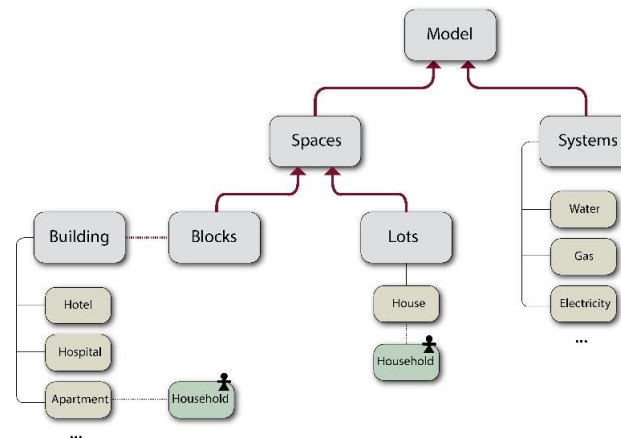 Model
Spaces
Systems
Building
Blocks
Lots
Water
Gas
Electricity
...
House
Household
Hotel
Hospital
Apartment
Household
...